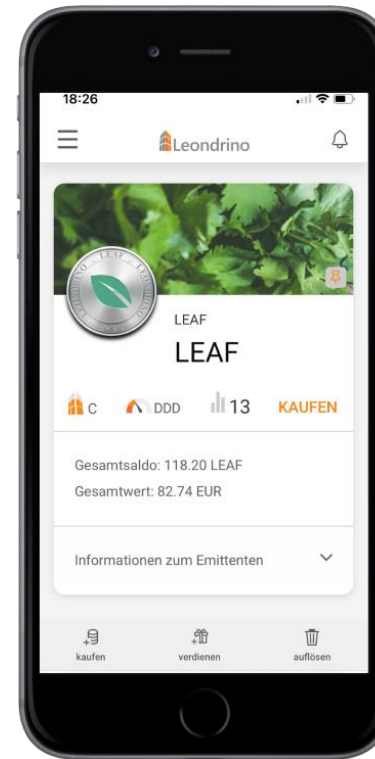 18:26
Leondrino
LEAF
LEAF
LEAF
C
DDD
13
KAUFEN
Gesamtsaldo: 118.20 LEAF
Gesamtwert: 82.74 EUR
Informationen zum Emittenten
kaufen
verdienen
auflösen